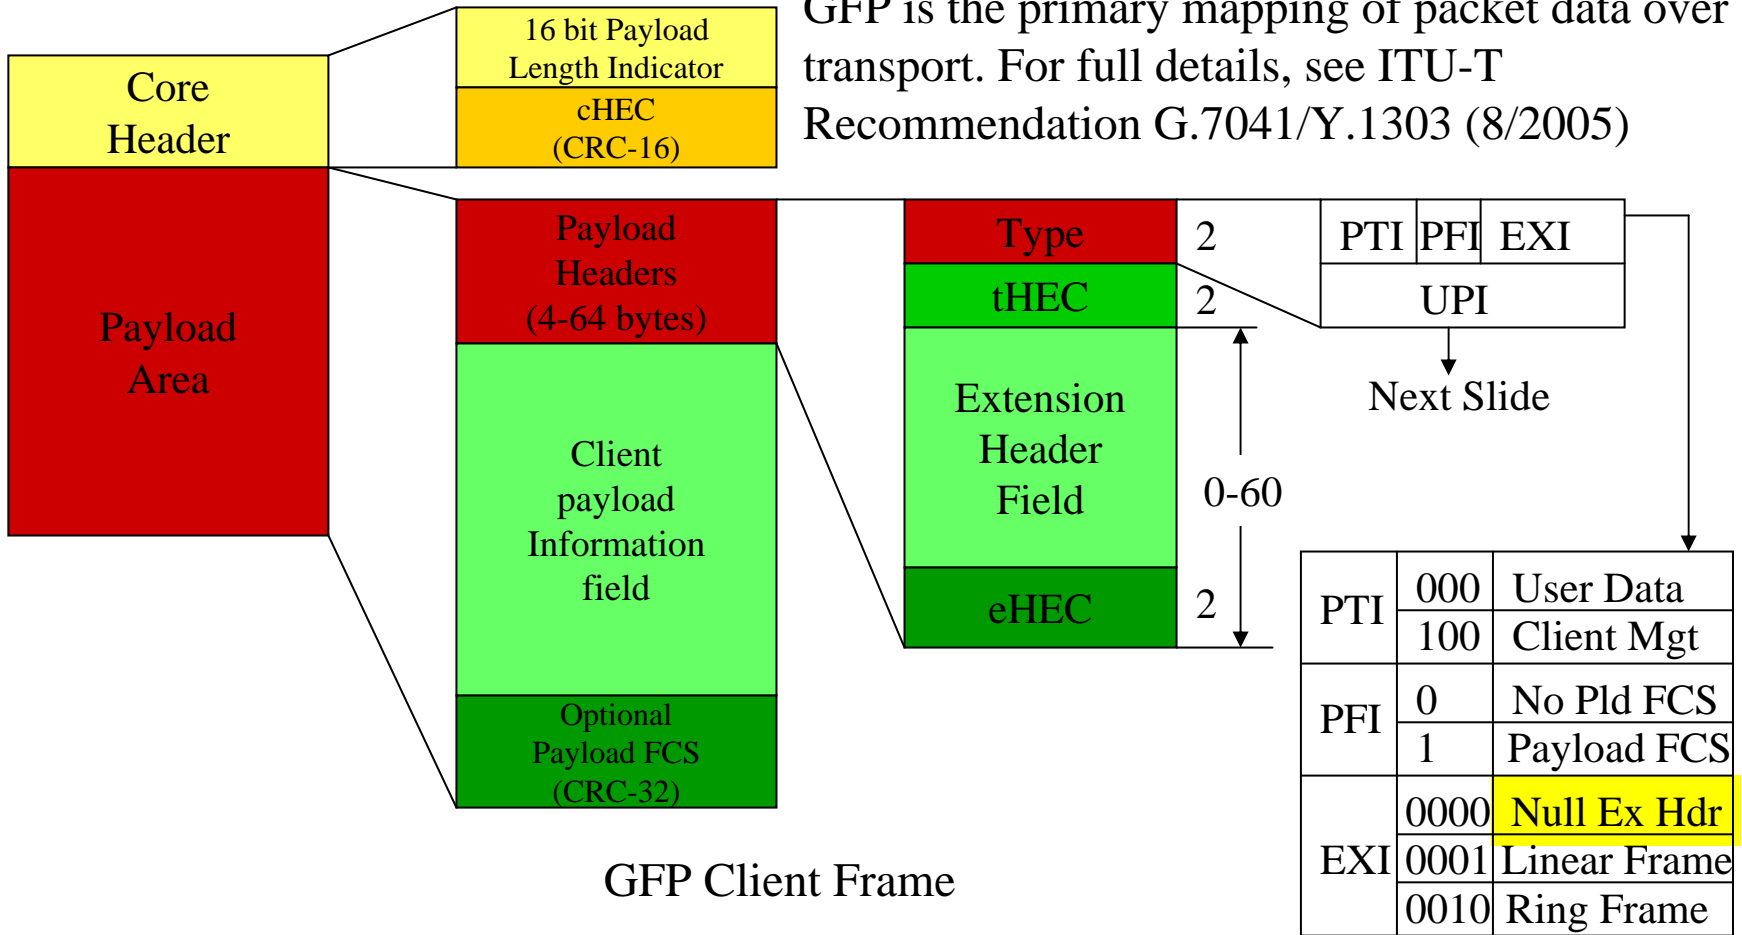 GFP is the primary mapping of packet data over
transport. For full details, see ITU-T
Recommendation G.7041/Y.1303 (8/2005)
Core
Header
Payload
Area
16 bit Payload
Length Indicator
cHEC
(CRC-16)
Payload
Headers
(4-64 bytes)
Client
payload
Information
field
Optional
Payload FCS
(CRC-32)
Type
2
tHEC
2
Extension
Header
Field
0-60
eHEC
2
PTI PFI EXI
UPI
Next Slide
PTI
000 User Data
100 Client Mgt
PFI
0 No Pld FCS
1 Payload FCS
EXI
0000 Null Ex Hdr
0001 Linear Frame
0010 Ring Frame
GFP Client Frame